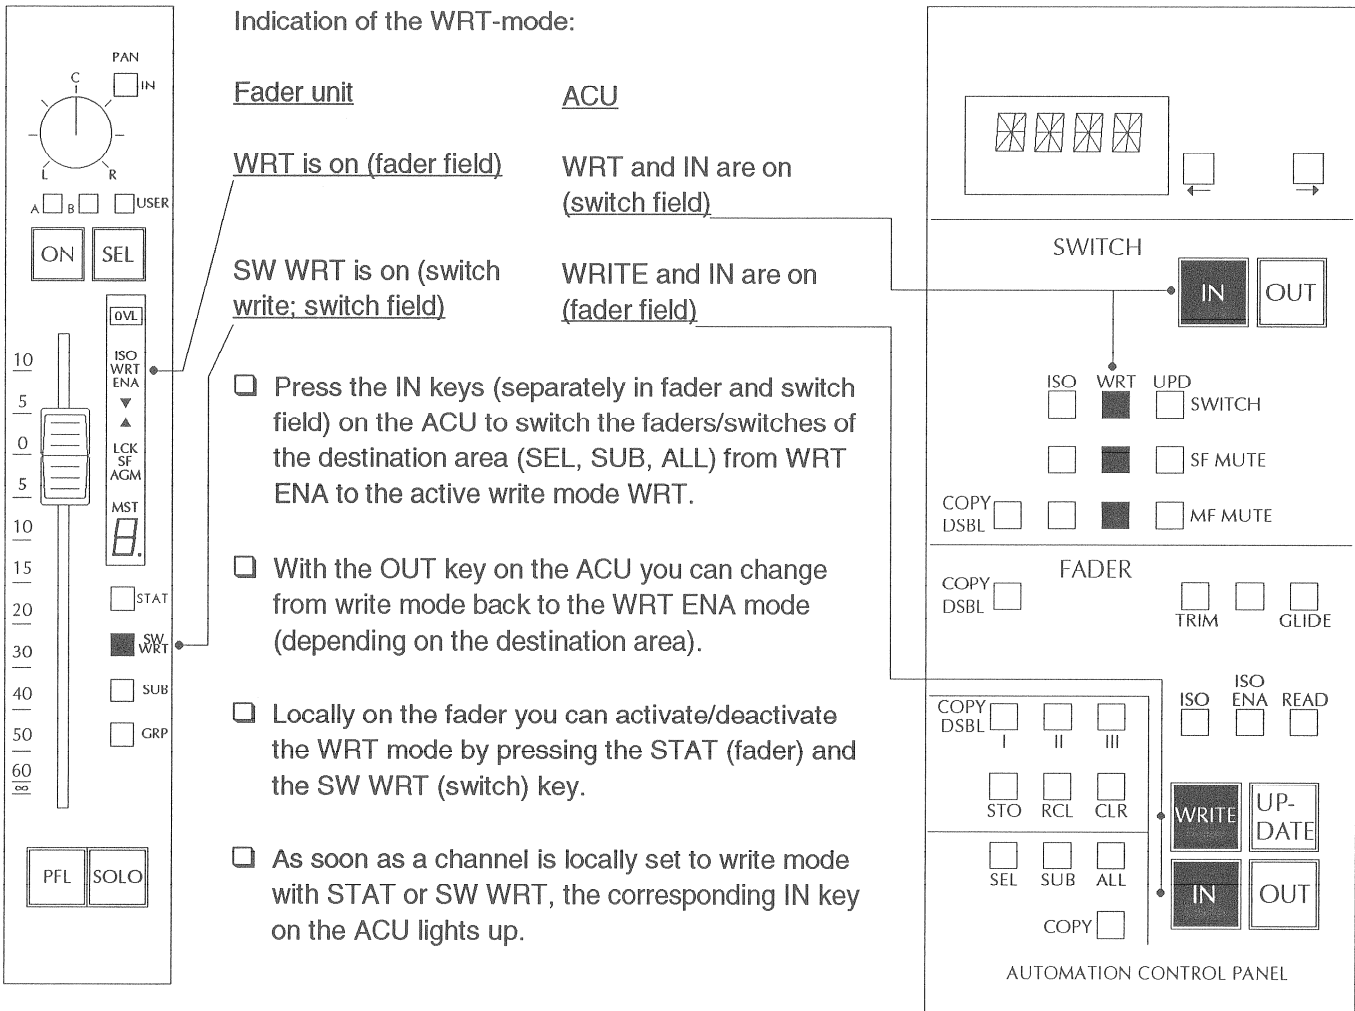 Indication of the WRT-mode:
PAN
C
IN
L
R
A
B
USER
ON
SEL
OVL
ISO
WRT
ENA
LCK
SF
AGM
MST
8.
10
5
0
5
10
15
20
30
40
50
60
∞
STAT
SW
WRT
SUB
GRP
PFL
SOLO
Fader unit
ACU
WRT is on (fader field)
WRT and IN are on
(switch field)
SW WRT is on (switch
write; switch field)
WRITE and IN are on
(fader field)
Press the IN keys (separately in fader and switch
field) on the ACU to switch the faders/switches of
the destination area (SEL, SUB, ALL) from WRT
ENA to the active write mode WRT.
With the OUT key on the ACU you can change
from write mode back to the WRT ENA mode
(depending on the destination area).
Locally on the fader you can activate/deactivate
the WRT mode by pressing the STAT (fader) and
the SW WRT (switch) key.
As soon as a channel is locally set to write mode
with STAT or SW WRT, the corresponding IN key
on the ACU lights up.
SWITCH
IN
OUT
ISO WRT UPD
SWITCH
SF MUTE
COPY
DSBL
MF MUTE
FADER
COPY
DSBL
TRIM
GLIDE
ISO
ISO
ENA
READ
COPY
DSBL
I
II
III
STO
RCL
CLR
WRITE
UP-
DATE
SEL
SUB
ALL
IN
OUT
COPY
AUTOMATION CONTROL PANEL